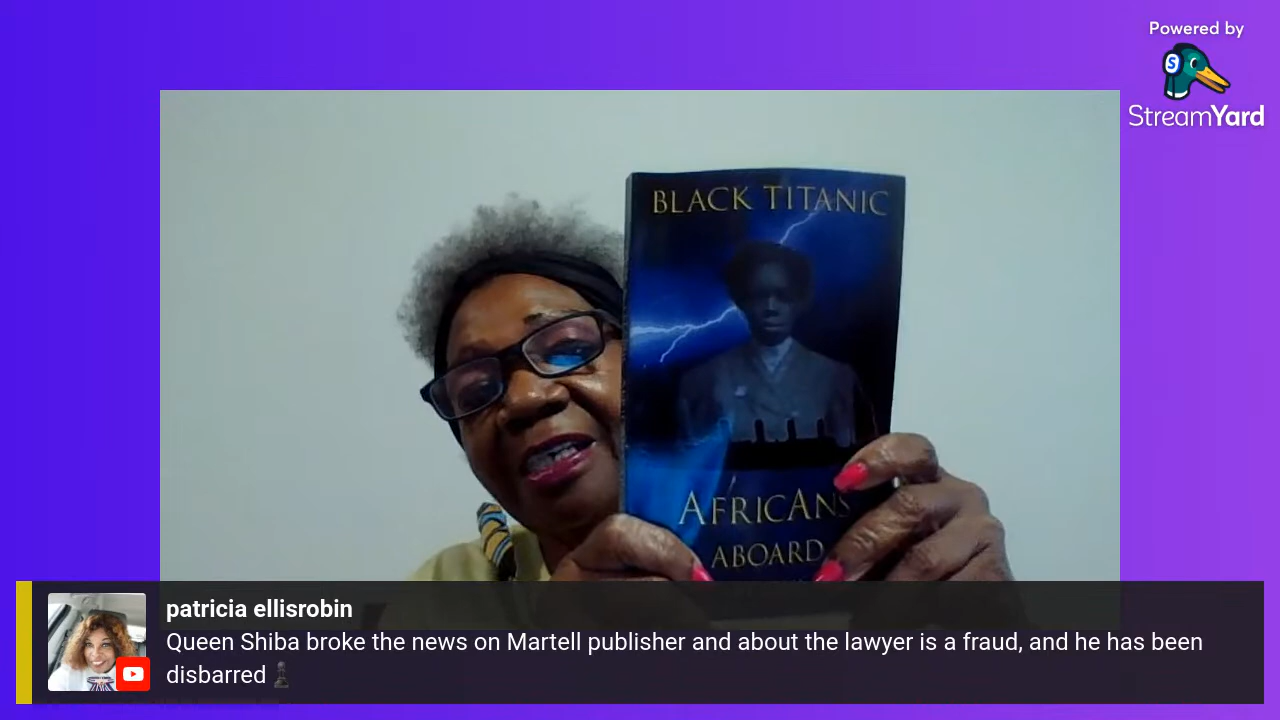 Powered by
StreamYard
BLACK TITANIC
AFRICANS
ABOARD
patricia ellisrobin
Queen Shiba broke the news on Martell publisher and about the lawyer is a fraud, and he has been
disbarred ♟️